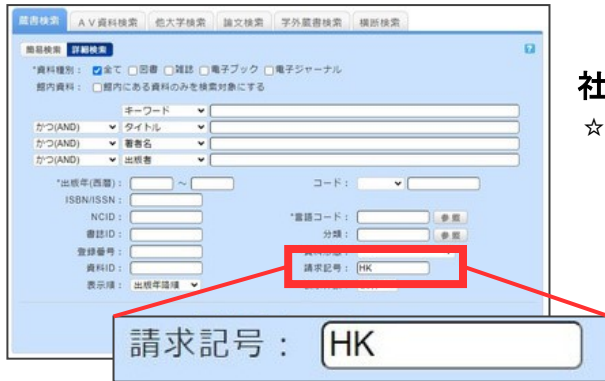 蔵書検索 AV資料検索 他大学検索 論文検索 学外蔵書検索 横断検索
簡易検索 詳細検索 ?
*資料種別： 全て 図書 雑誌 電子ブック 電子ジャーナル
館内資料： 館内にある資料のみを検索対象にする
キーワード
かつ(AND) タイトル
かつ(AND) 著者名
かつ(AND) 出版者
*出版年(西暦)： ～ コード：
ISBN/ISSN：
NCID： *言語コード： 参照
書誌ID： 分類： 参照
登録番号：
資料ID： 請求記号： HK
表示順： 出版年降順
請求記号： HK
社
☆